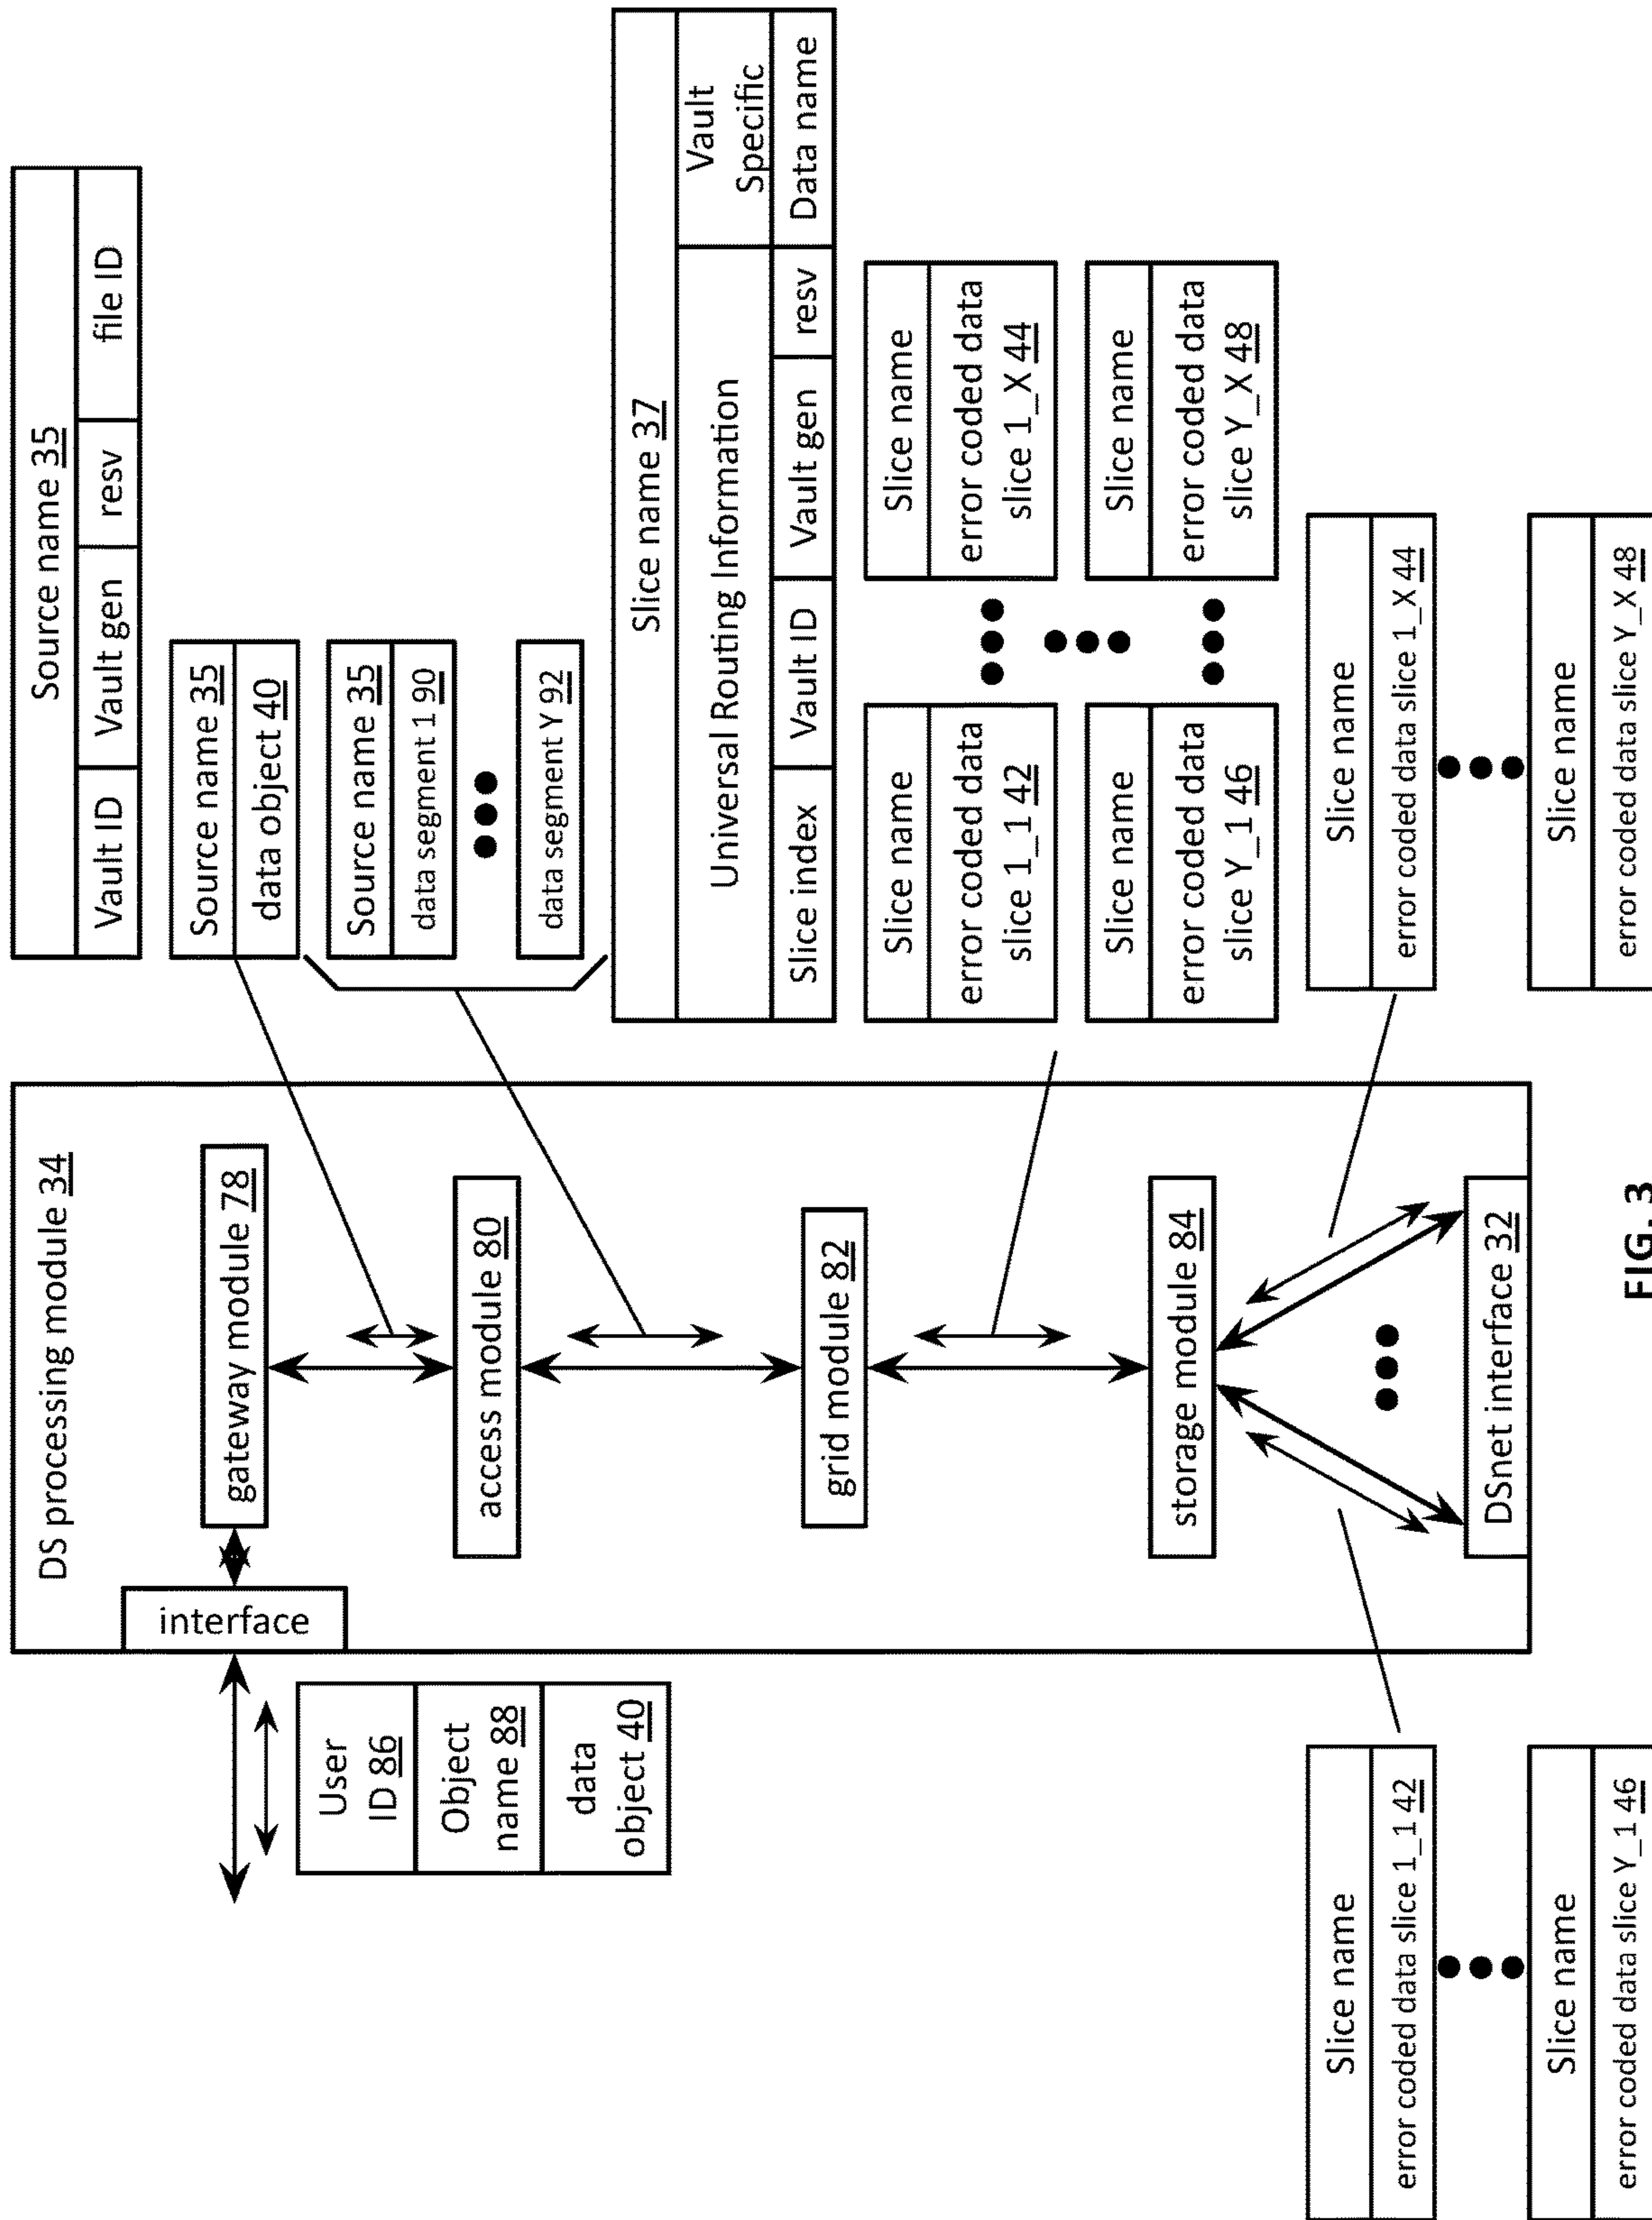 DS processing module 34
interface
gateway module 78
access module 80
grid module 82
storage module 84
DSnet interface 32
User
ID 86
Object
name 88
data
object 40
Source name 35
Vault ID
Vault gen
resv
file ID
Source name 35
data object 40
Source name 35
data segment 1 90
data segment Y 92
Slice name 37
Universal Routing Information
Vault
Specific
Slice index
Vault ID
Vault gen
resv
Data name
Slice name
error coded data
slice 1_1 42
Slice name
error coded data
slice 1_X 44
Slice name
error coded data
slice Y_1 46
Slice name
error coded data
slice Y_X 48
Slice name
error coded data slice 1_1 42
Slice name
error coded data slice Y_1 46
Slice name
error coded data slice 1_X 44
Slice name
error coded data slice Y_X 48
FIG. 3